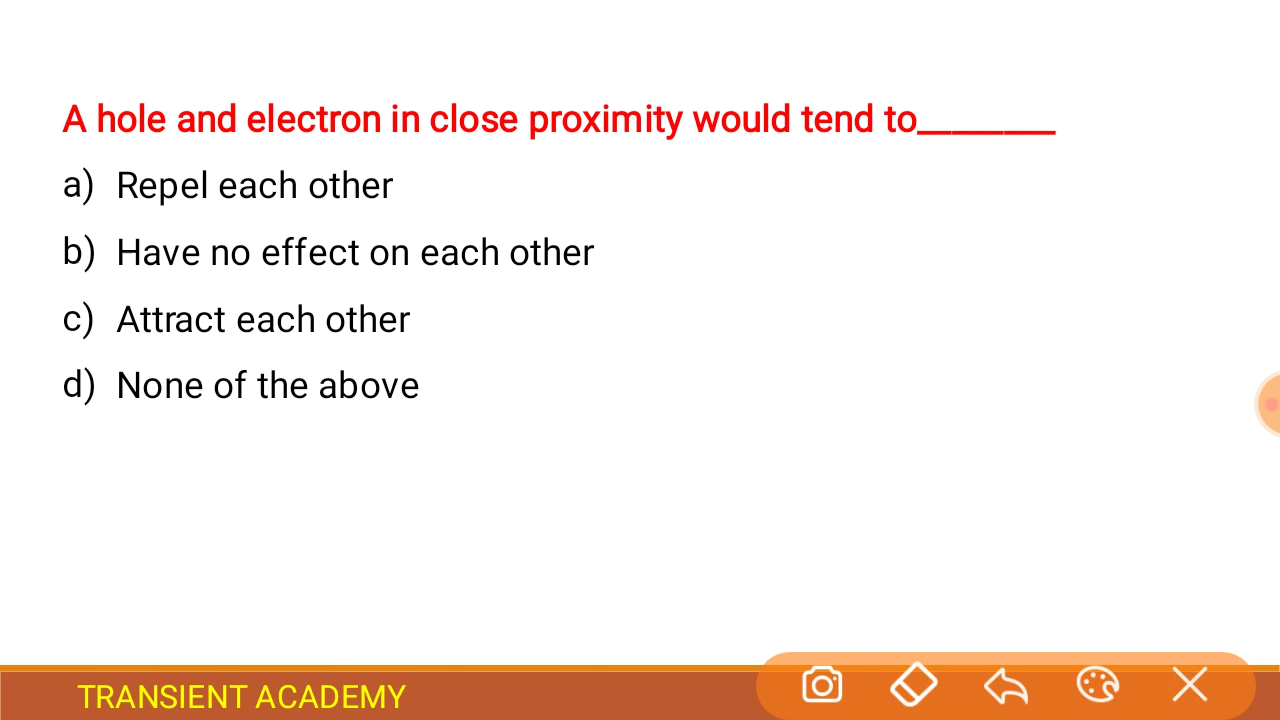 A hole and electron in close proximity would tend to________
a) Repel each other
b) Have no effect on each other
c) Attract each other
d) None of the above
TRANSIENT ACADEMY